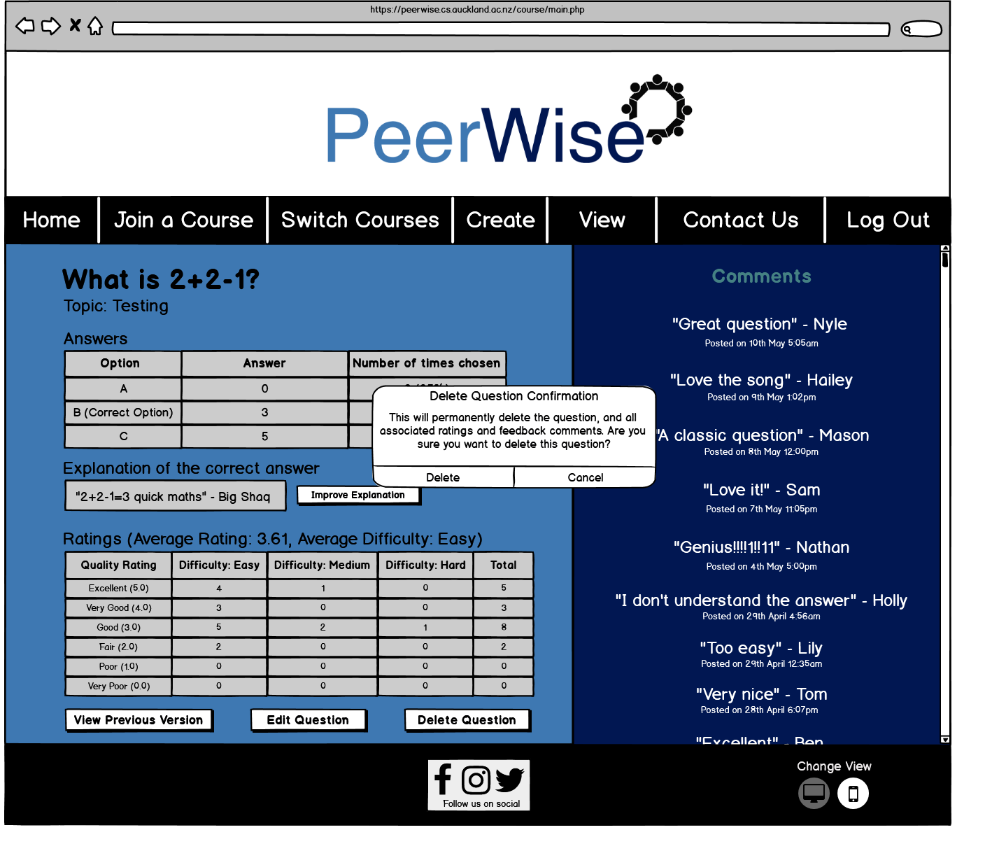 https://peerwise.cs.auckland.ac.nz/course/main.php
PeerWise
Home Join a Course Switch Courses Create View Contact Us Log Out
What is 2+2-1?
Topic: Testing
Answers
Option Answer Number of times chosen
A 0
B (Correct Option) 3
C 5
Delete Question Confirmation
This will permanently delete the question, and all
associated ratings and feedback comments. Are you
sure you want to delete this question?
Delete Cancel
Explanation of the correct answer
"2+2-1=3 quick maths" - Big Shaq
Improve Explanation
Ratings (Average Rating: 3.61, Average Difficulty: Easy)
Quality Rating Difficulty: Easy Difficulty: Medium Difficulty: Hard Total
Excellent (5.0) 4 1 0 5
Very Good (4.0) 3 0 0 3
Good (3.0) 5 2 1 8
Fair (2.0) 2 0 0 2
Poor (1.0) 0 0 0 0
Very Poor (0.0) 0 0 0 0
View Previous Version Edit Question Delete Question
Comments
"Great question" - Nyle
Posted on 10th May 5:05am
"Love the song" - Hailey
Posted on 9th May 1:02pm
"A classic question" - Mason
Posted on 8th May 12:00pm
"Love it!" - Sam
Posted on 7th May 11:05pm
"Genius!!!!1!!11" - Nathan
Posted on 4th May 5:00pm
"I don't understand the answer" - Holly
Posted on 29th April 4:56am
"Too easy" - Lily
Posted on 29th April 12:35am
"Very nice" - Tom
Posted on 28th April 6:07pm
"Excellent" - Ben
Follow us on social
Change View